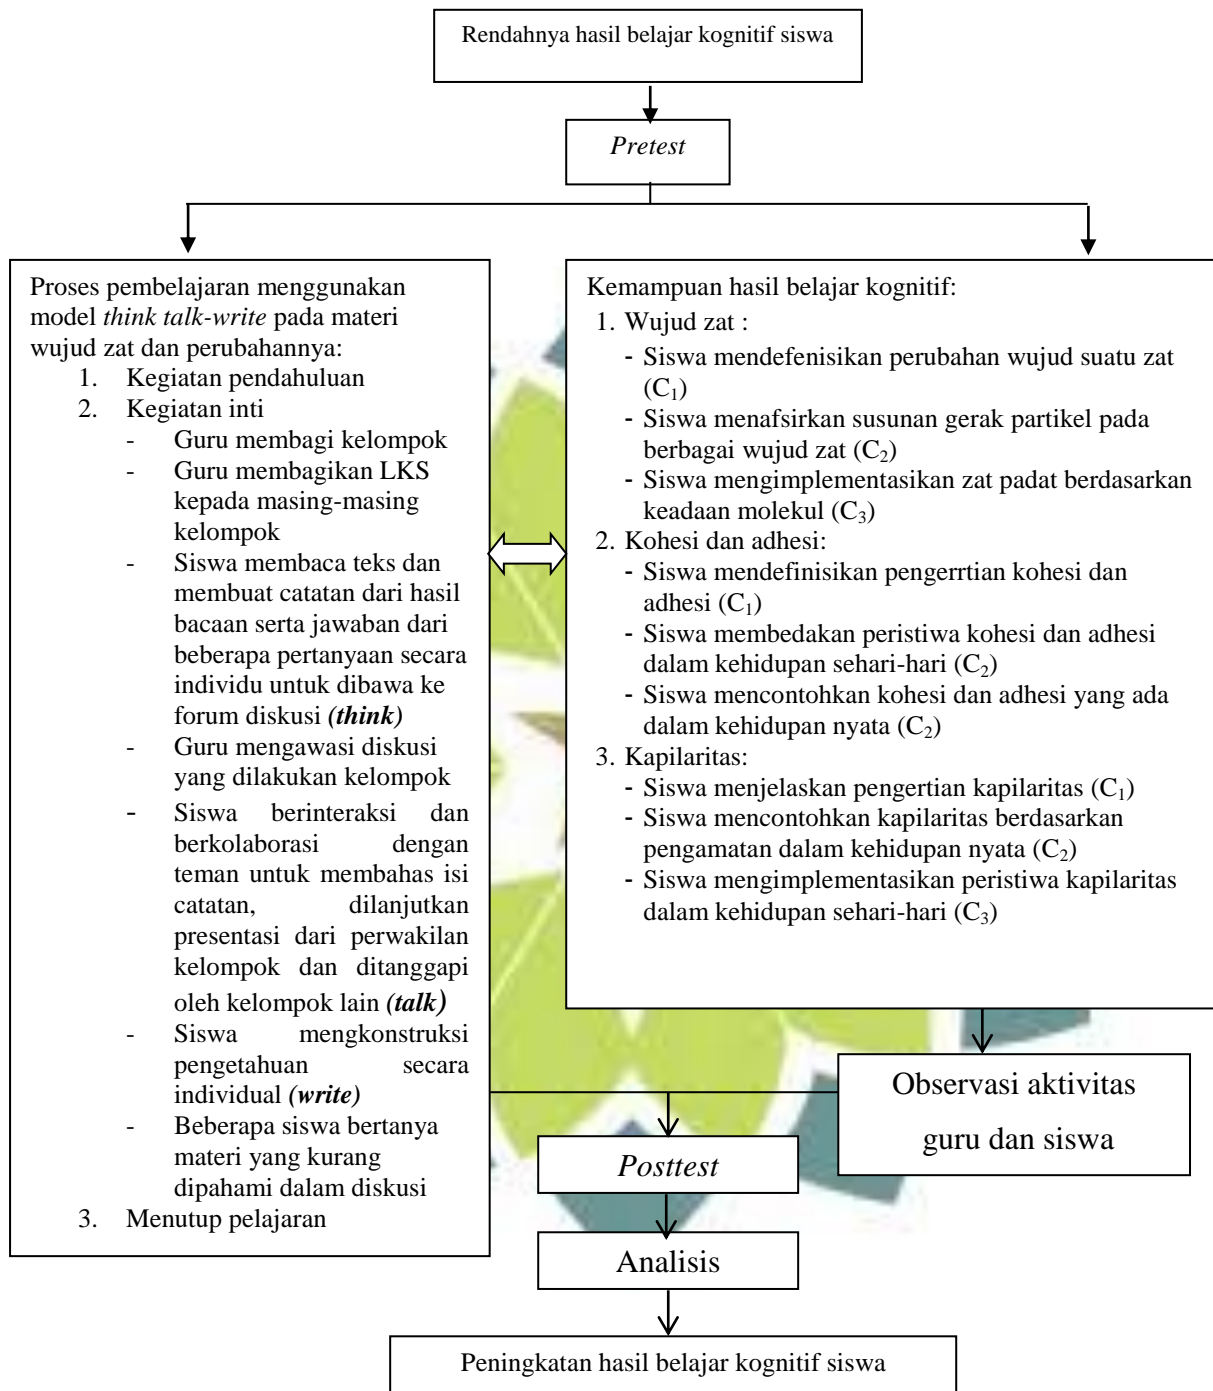 Rendahnya hasil belajar kognitif siswa
Pretest
Proses pembelajaran menggunakan
model think talk-write pada materi
wujud zat dan perubahannya:
1. Kegiatan pendahuluan
2. Kegiatan inti
- Guru membagi kelompok
- Guru membagikan LKS
kepada masing-masing
kelompok
- Siswa membaca teks dan
membuat catatan dari hasil
bacaan serta jawaban dari
beberapa pertanyaan secara
individu untuk dibawa ke
forum diskusi (think)
- Guru mengawasi diskusi
yang dilakukan kelompok
- Siswa berinteraksi dan
berkolaborasi dengan
teman untuk membahas isi
catatan, dilanjutkan
presentasi dari perwakilan
kelompok dan ditanggapi
oleh kelompok lain (talk)
- Siswa mengkonstruksi
pengetahuan secara
individual (write)
- Beberapa siswa bertanya
materi yang kurang
dipahami dalam diskusi
3. Menutup pelajaran
Kemampuan hasil belajar kognitif:
1. Wujud zat :
- Siswa mendefenisikan perubahan wujud suatu zat
(C1)
- Siswa menafsirkan susunan gerak partikel pada
berbagai wujud zat (C2)
- Siswa mengimplementasikan zat padat berdasarkan
keadaan molekul (C3)
2. Kohesi dan adhesi:
- Siswa mendefinisikan pengerrtian kohesi dan
adhesi (C1)
- Siswa membedakan peristiwa kohesi dan adhesi
dalam kehidupan sehari-hari (C2)
- Siswa mencontohkan kohesi dan adhesi yang ada
dalam kehidupan nyata (C2)
3. Kapilaritas:
- Siswa menjelaskan pengertian kapilaritas (C1)
- Siswa mencontohkan kapilaritas berdasarkan
pengamatan dalam kehidupan nyata (C2)
- Siswa mengimplementasikan peristiwa kapilaritas
dalam kehidupan sehari-hari (C3)
Observasi aktivitas
guru dan siswa
Posttest
Analisis
Peningkatan hasil belajar kognitif siswa